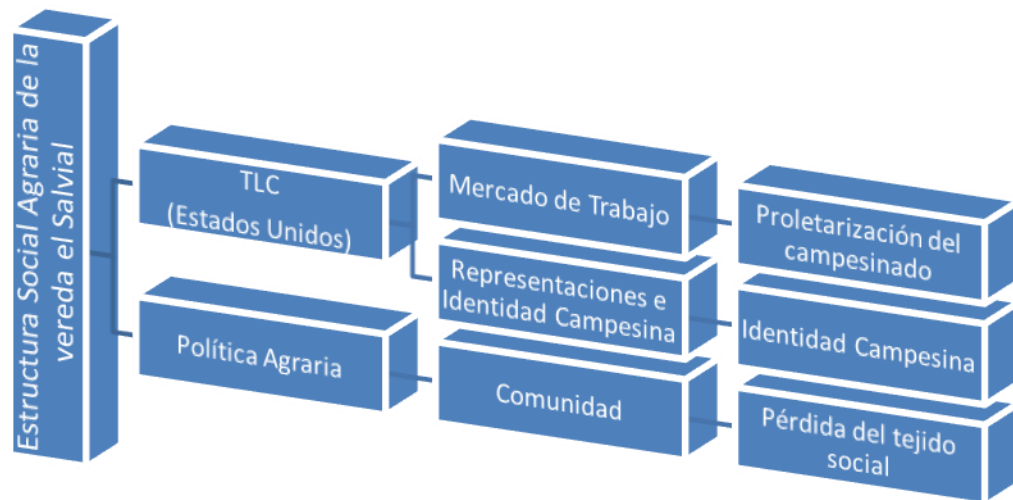 Estructura Social Agraria de la
vereda el Salvial
TLC
(Estados Unidos)
Mercado de Trabajo
Proletarización del
campesinado
Representaciones e
Identidad Campesina
Identidad Campesina
Política Agraria
Comunidad
Pérdida del tejido
social